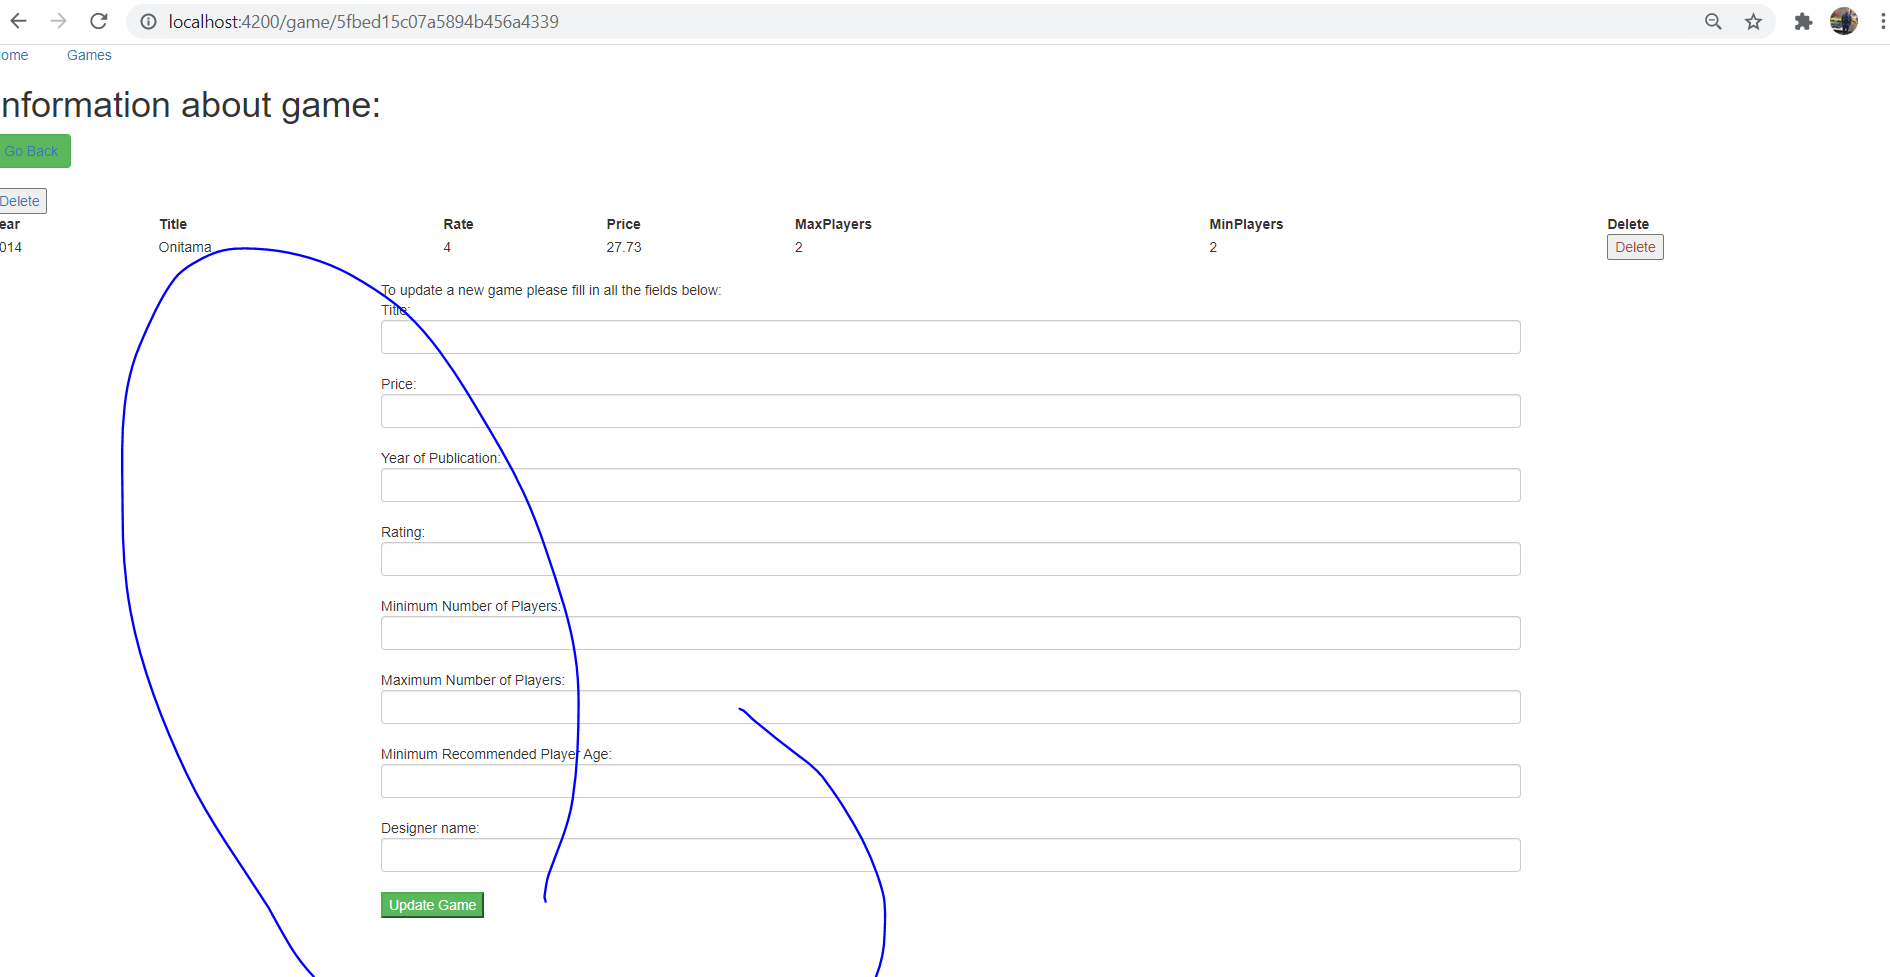 localhost:4200/game/5fbed15c07a5894b456a4339
ome Games
nformation about game:
Go Back
Delete
ear Title Rate Price MaxPlayers MinPlayers Delete
014 Onitama 4 27.73 2 2 Delete
To update a new game please fill in all the fields below:
Title:
Price:
Year of Publication:
Rating:
Minimum Number of Players:
Maximum Number of Players:
Minimum Recommended Player Age:
Designer name:
Update Game